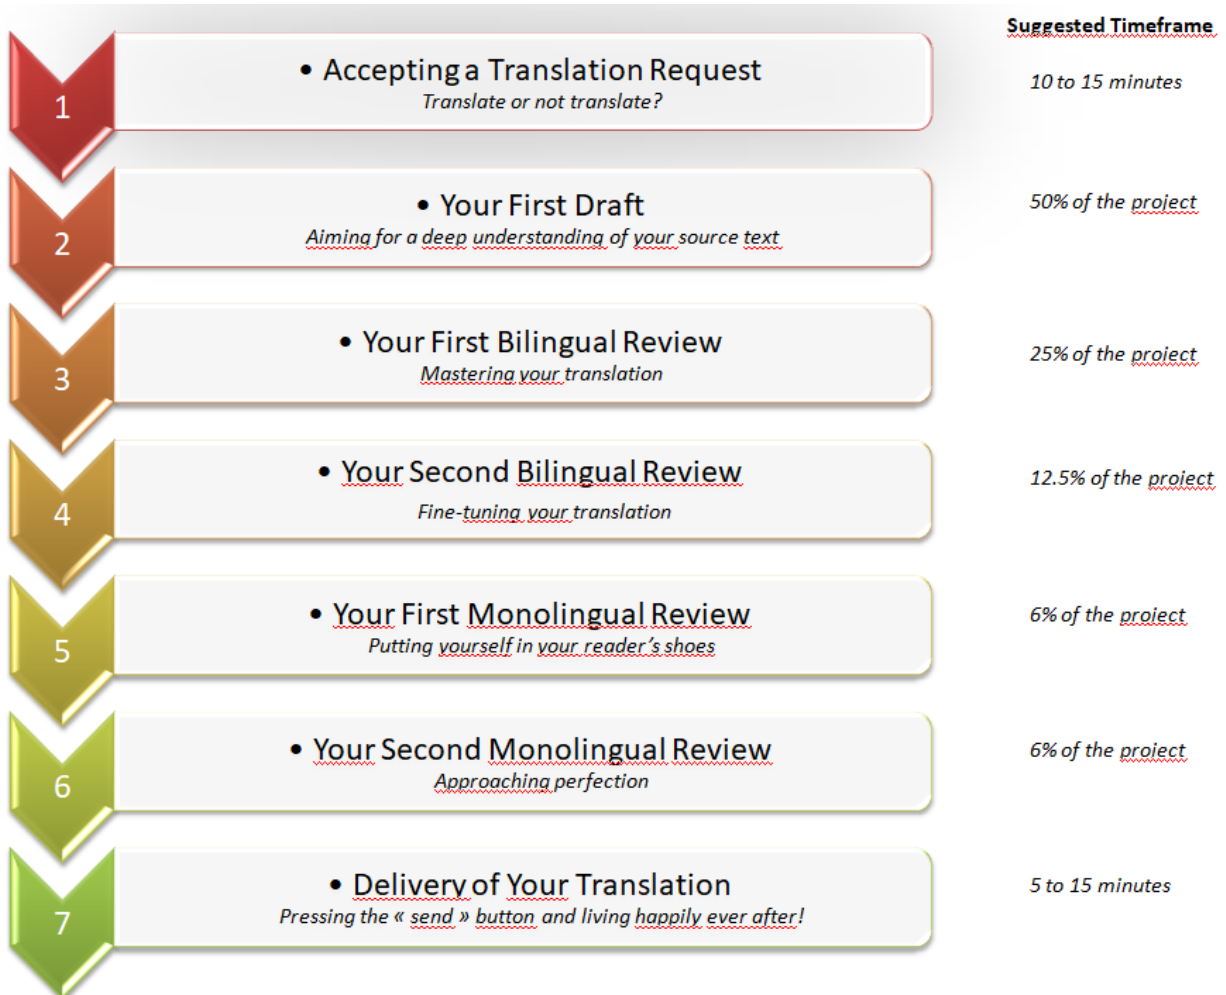 Suggested Timeframe
1
• Accepting a Translation Request
Translate or not translate?
10 to 15 minutes
2
• Your First Draft
Aiming for a deep understanding of your source text
50% of the project
3
• Your First Bilingual Review
Mastering your translation
25% of the project
4
• Your Second Bilingual Review
Fine-tuning your translation
12.5% of the project
5
• Your First Monolingual Review
Putting yourself in your reader’s shoes
6% of the project
6
• Your Second Monolingual Review
Approaching perfection
6% of the project
7
• Delivery of Your Translation
Pressing the « send » button and living happily ever after!
5 to 15 minutes